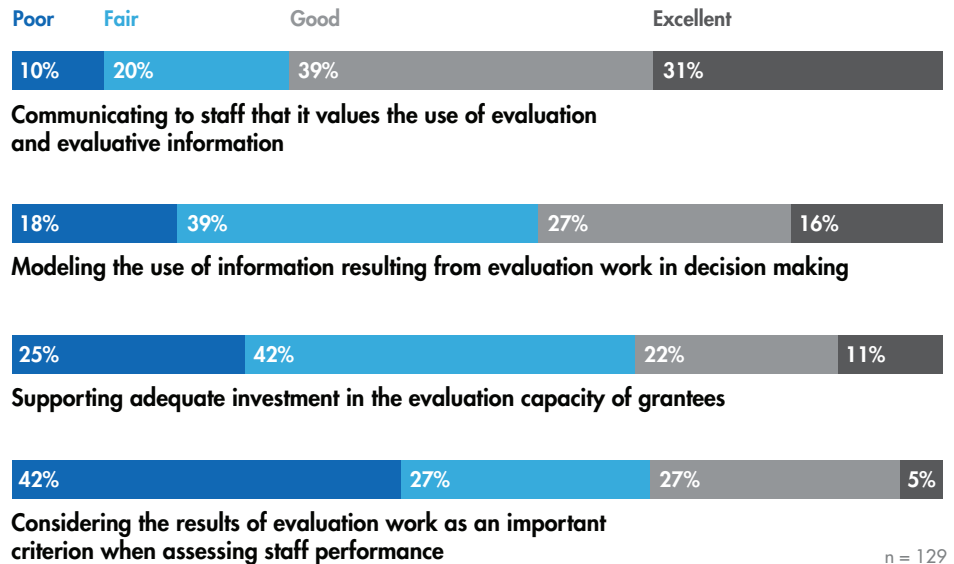 Poor Fair Good Excellent
10% 20% 39% 31%
Communicating to staff that it values the use of evaluation
and evaluative information
18% 39% 27% 16%
Modeling the use of information resulting from evaluation work in decision making
25% 42% 22% 11%
Supporting adequate investment in the evaluation capacity of grantees
42% 27% 27% 5%
Considering the results of evaluation work as an important
criterion when assessing staff performance
n = 129